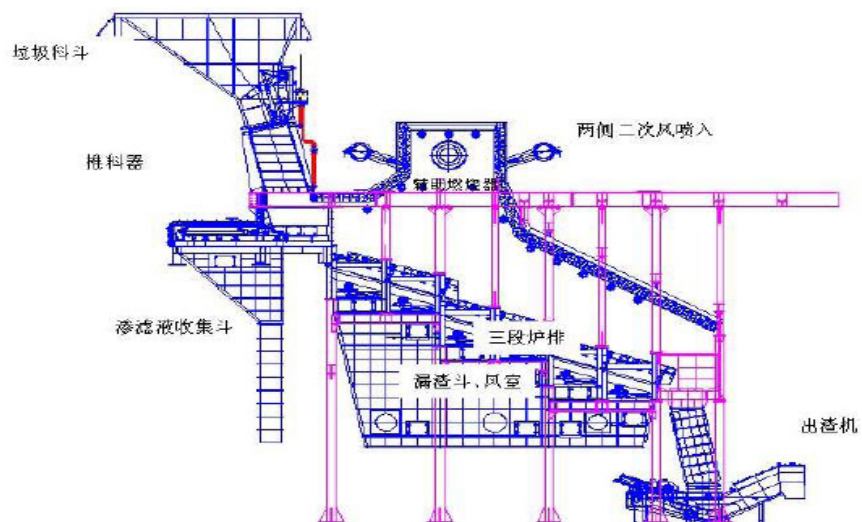 垃圾料斗
两侧二次风喷入
推料器
辅助燃烧器
渗滤液收集斗
三段炉排
漏渣斗、风室
出渣机